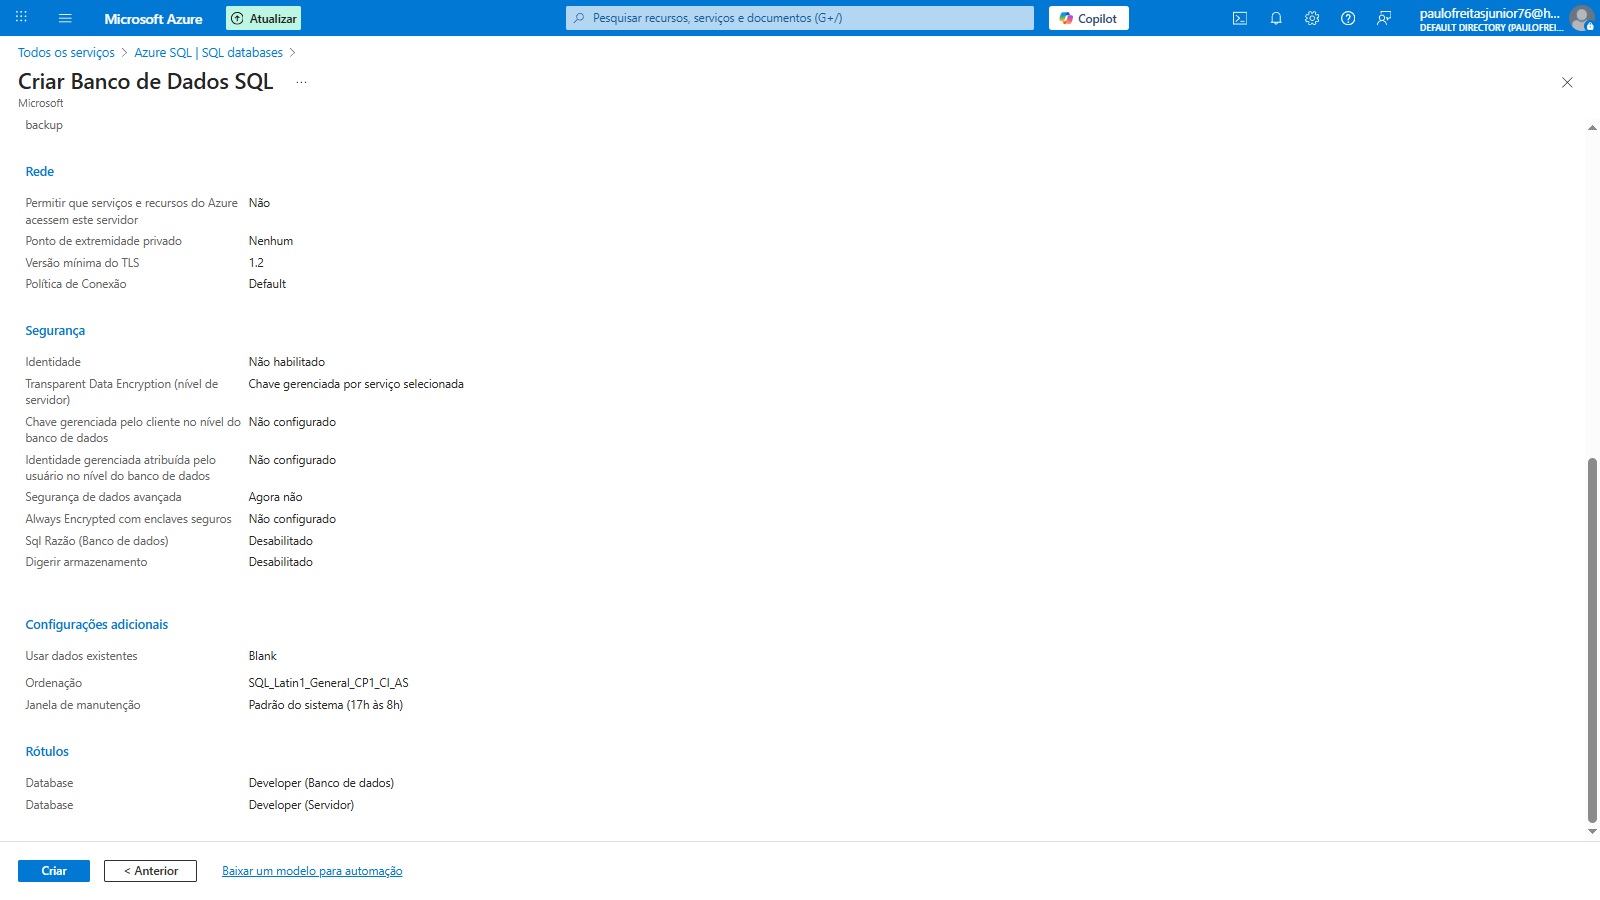 Microsoft Azure
Atualizar
Pesquisar recursos, serviços e documentos (G+/)
Copilot
paulofreitasjunior76@h...
DEFAULT DIRECTORY (PAULOFREI...
Todos os serviços > Azure SQL | SQL databases >
Criar Banco de Dados SQL ...
Microsoft
backup
Rede
Permitir que serviços e recursos do Azure acessem este servidor Não
Ponto de extremidade privado Nenhum
Versão mínima do TLS 1.2
Política de Conexão Default
Segurança
Identidade Não habilitado
Transparent Data Encryption (nível de servidor) Chave gerenciada por serviço selecionada
Chave gerenciada pelo cliente no nível do banco de dados Não configurado
Identidade gerenciada atribuída pelo usuário no nível do banco de dados Não configurado
Segurança de dados avançada Agora não
Always Encrypted com enclaves seguros Não configurado
Sql Razão (Banco de dados) Desabilitado
Digerir armazenamento Desabilitado
Configurações adicionais
Usar dados existentes Blank
Ordenação SQL_Latin1_General_CP1_CI_AS
Janela de manutenção Padrão do sistema (17h às 8h)
Rótulos
Database Developer (Banco de dados)
Database Developer (Servidor)
Criar
< Anterior
Baixar um modelo para automação